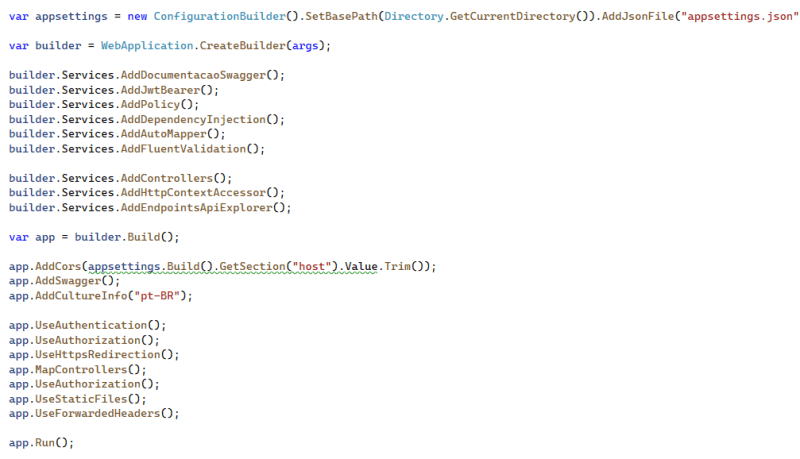 var appsettings = new ConfigurationBuilder().SetBasePath(Directory.GetCurrentDirectory()).AddJsonFile("appsettings.json"
var builder = WebApplication.CreateBuilder(args);
builder.Services.AddDocumentacaoSwagger();
builder.Services.AddJwtBearer();
builder.Services.AddPolicy();
builder.Services.AddDependencyInjection();
builder.Services.AddAutoMapper();
builder.Services.AddFluentValidation();
builder.Services.AddControllers();
builder.Services.AddHttpContextAccessor();
builder.Services.AddEndpointsApiExplorer();
var app = builder.Build();
app.AddCors(appsettings.Build().GetSection("host").Value.Trim());
app.AddSwagger();
app.AddCultureInfo("pt-BR");
app.UseAuthentication();
app.UseAuthorization();
app.UseHttpsRedirection();
app.MapControllers();
app.UseAuthorization();
app.UseStaticFiles();
app.UseForwardedHeaders();
app.Run();